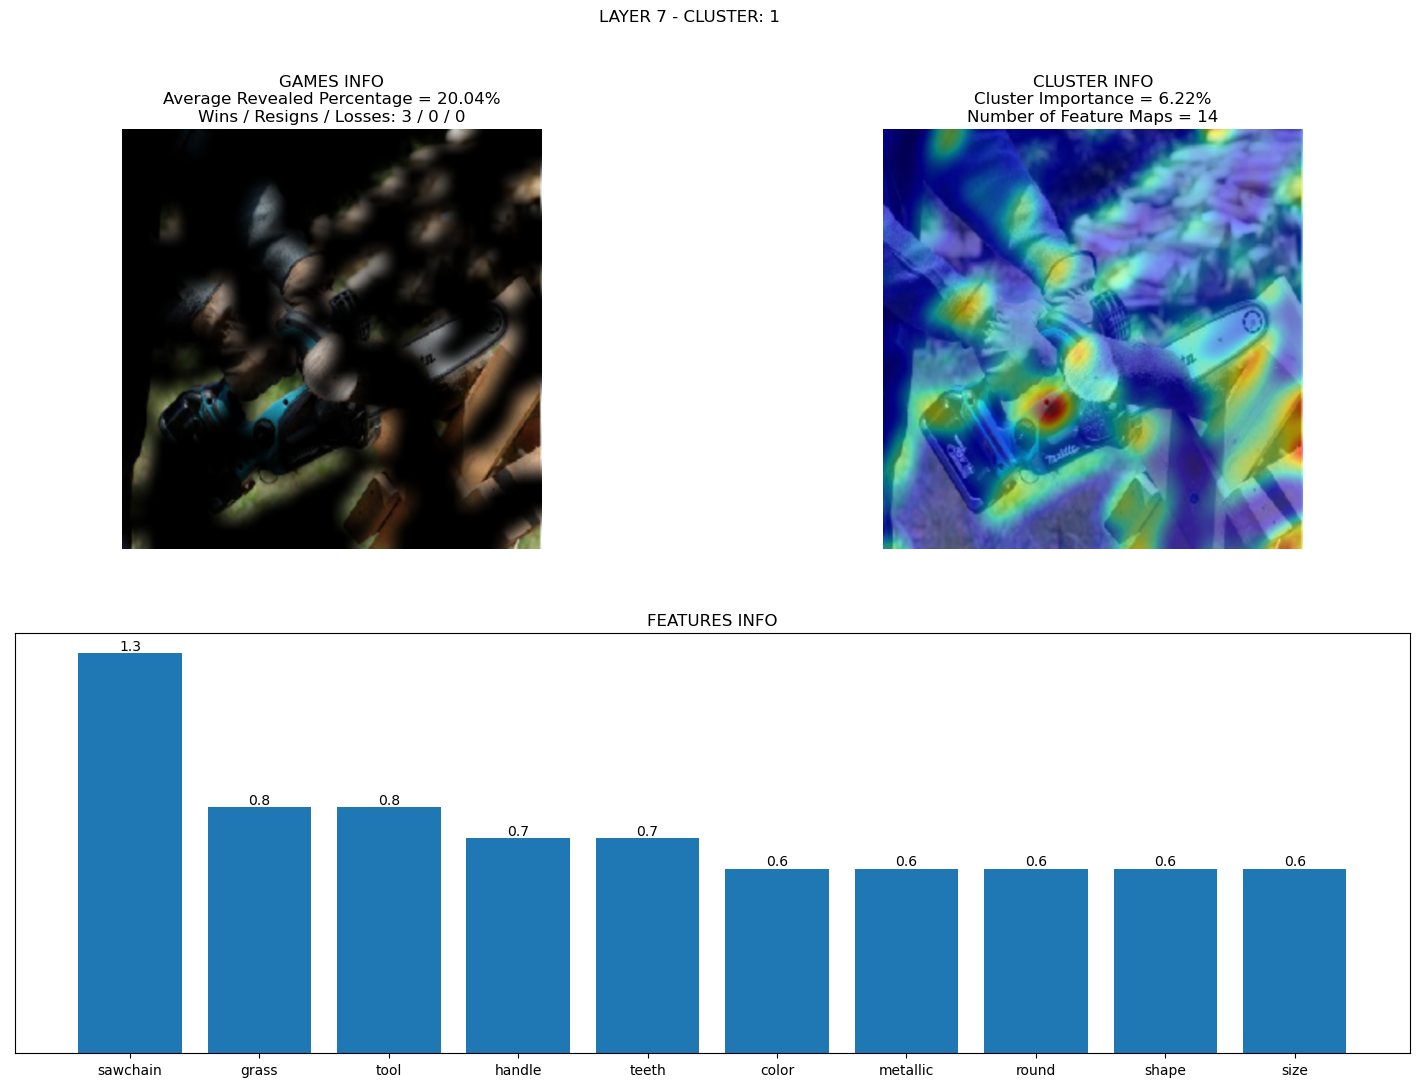 LAYER 7 - CLUSTER: 1
GAMES INFO
Average Revealed Percentage = 20.04%
Wins / Resigns / Losses: 3 / 0 / 0
CLUSTER INFO
Cluster Importance = 6.22%
Number of Feature Maps = 14
makita
FEATURES INFO
1.3
0.8
0.8
0.7
0.7
0.6
0.6
0.6
0.6
0.6
sawchain
grass
tool
handle
teeth
color
metallic
round
shape
size